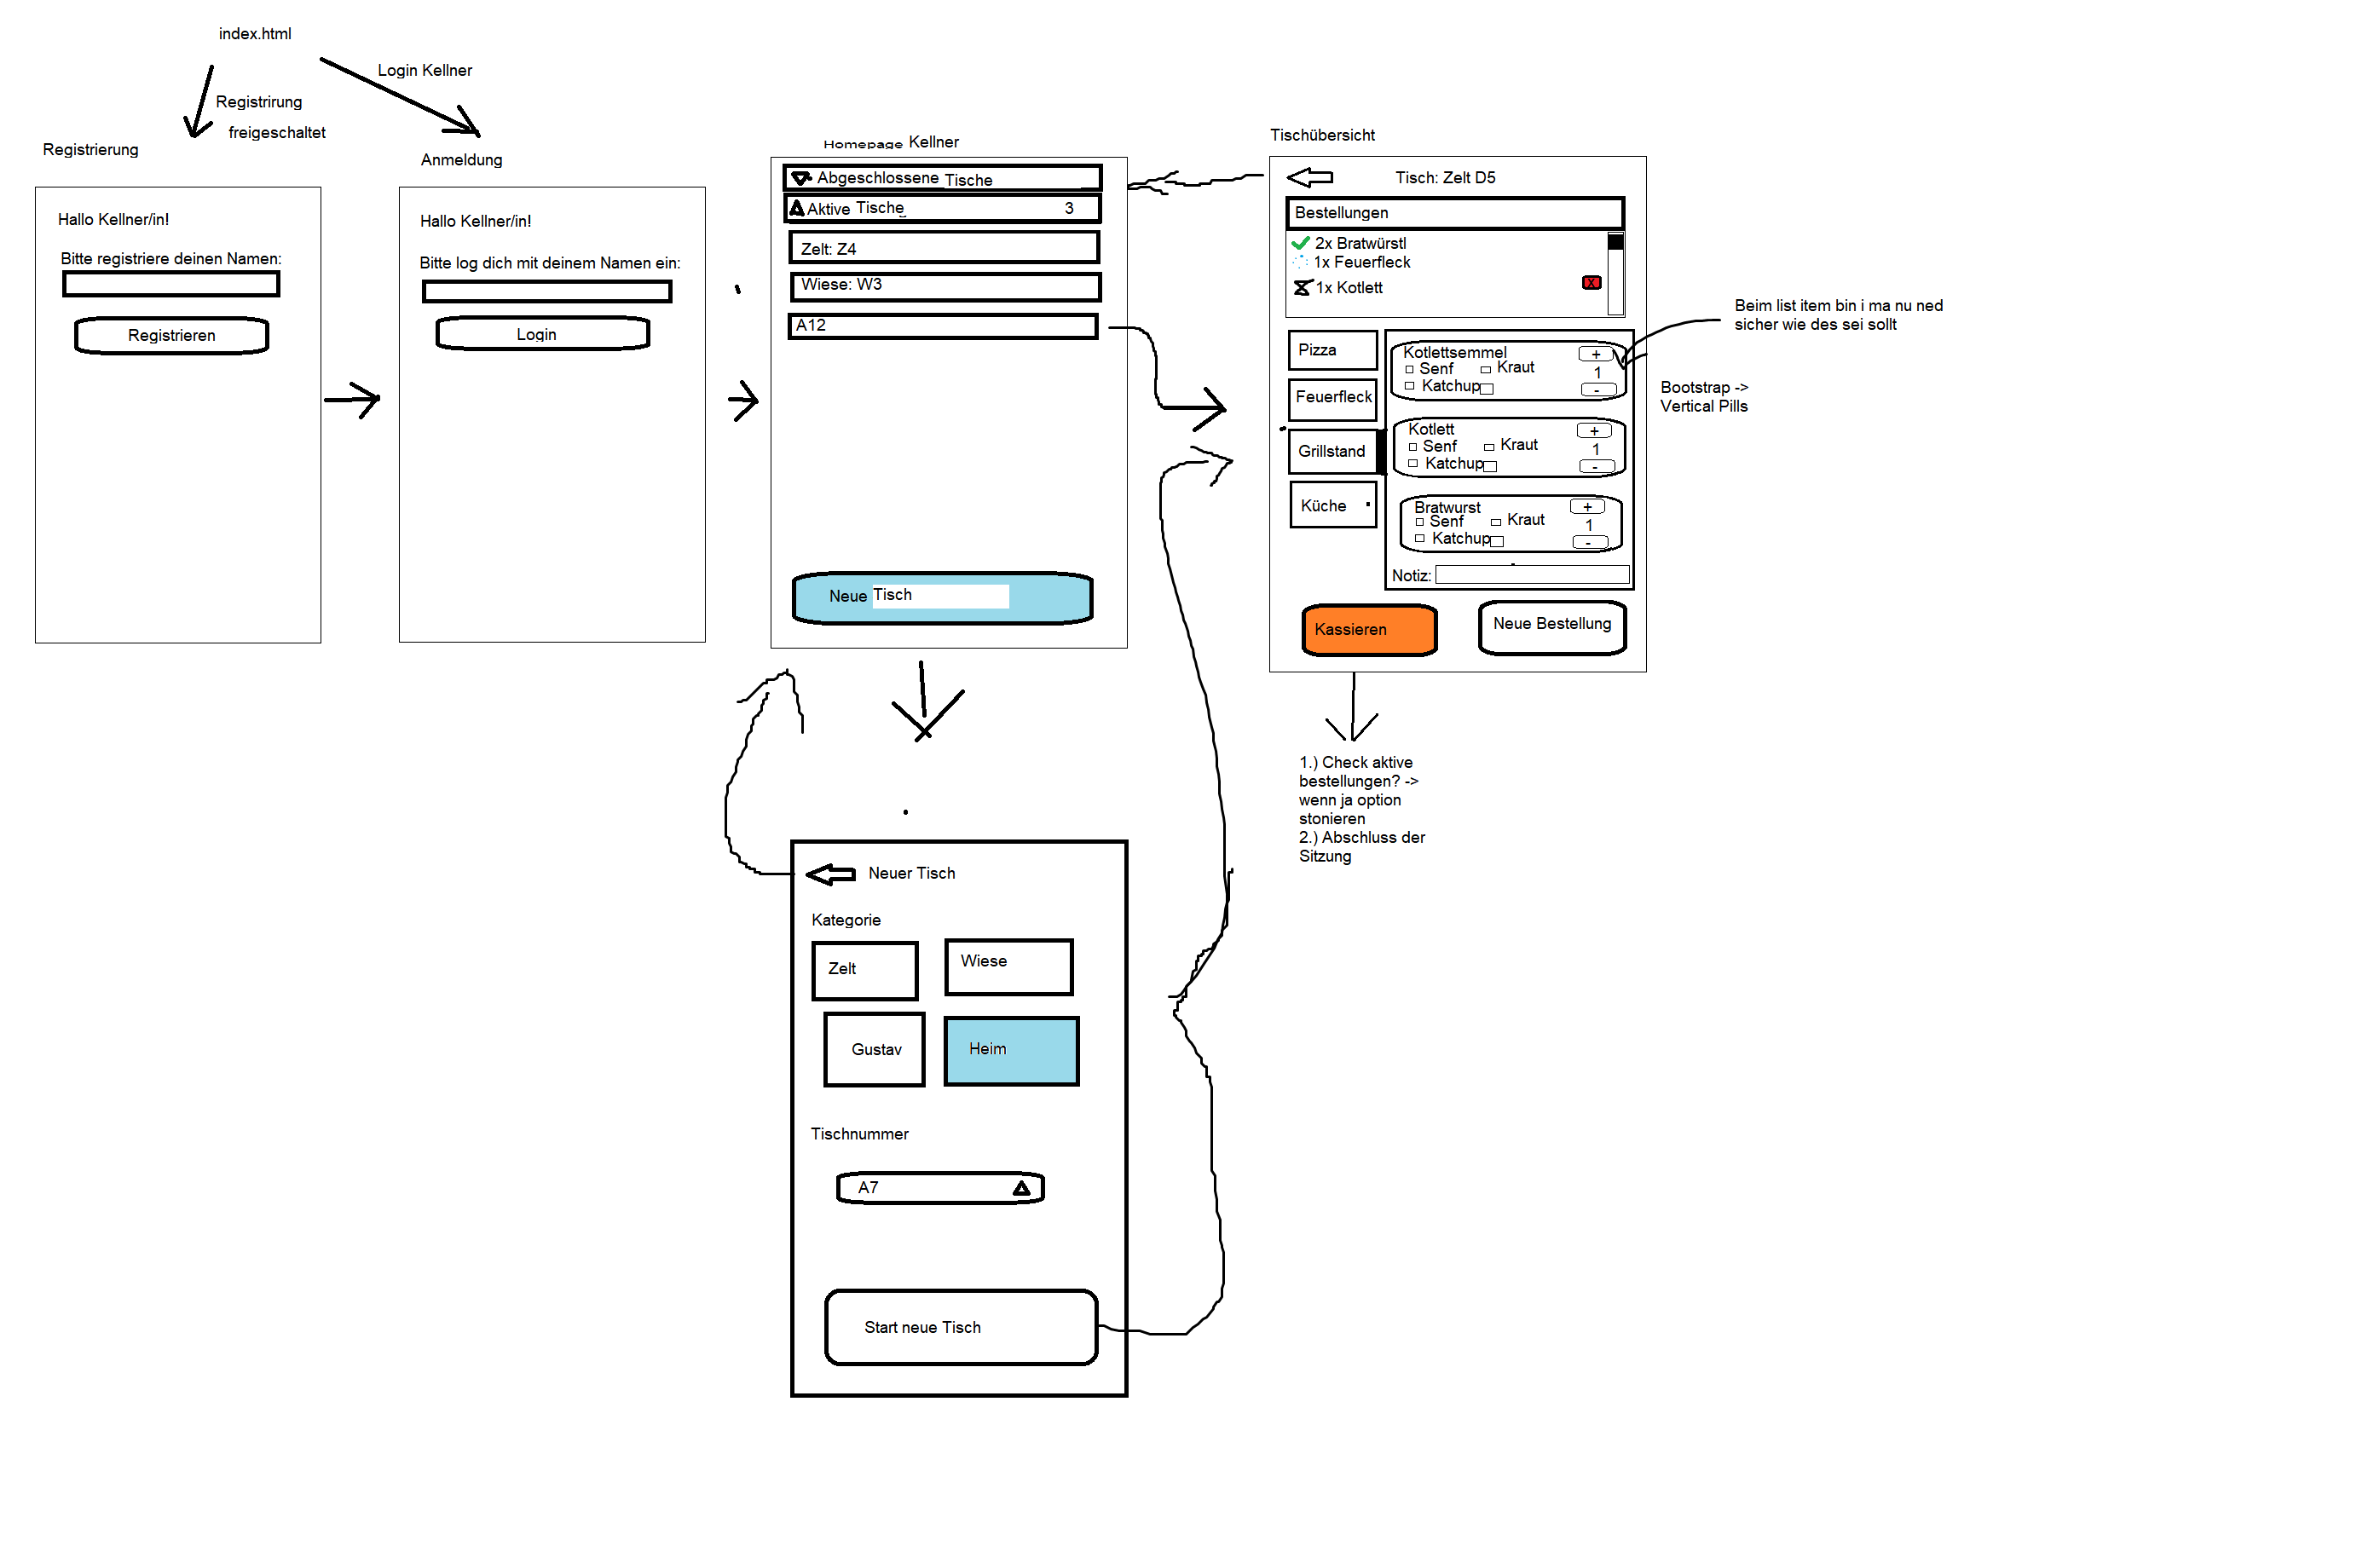 index.html
Login Kellner
Registrirung
freigeschaltet
Registrierung
Hallo Kellner/in!
Bitte registriere deinen Namen:
Registrieren
Anmeldung
Hallo Kellner/in!
Bitte log dich mit deinem Namen ein:
Login
Homepage Kellner
Abgeschlossene Tische
Aktive Tische 3
Zelt: Z4
Wiese: W3
A12
Neue Tisch
Tischübersicht
Tisch: Zelt D5
Bestellungen
2x Bratwürstl
1x Feuerfleck
1x Kotlett X
Pizza
Feuerfleck
Grillstand
Küche
Kotlettsemmel +
Senf Kraut 1
Katchup -
Kotlett +
Senf Kraut 1
Katchup -
Bratwurst +
Senf Kraut 1
Katchup -
Notiz:
Kassieren
Neue Bestellung
Beim list item bin i ma nu ned
sicher wie des sei sollt
Bootstrap ->
Vertical Pills
1.) Check aktive
bestellungen? ->
wenn ja option
stonieren
2.) Abschluss der
Sitzung
Neuer Tisch
Kategorie
Zelt
Wiese
Gustav
Heim
Tischnummer
A7
Start neue Tisch